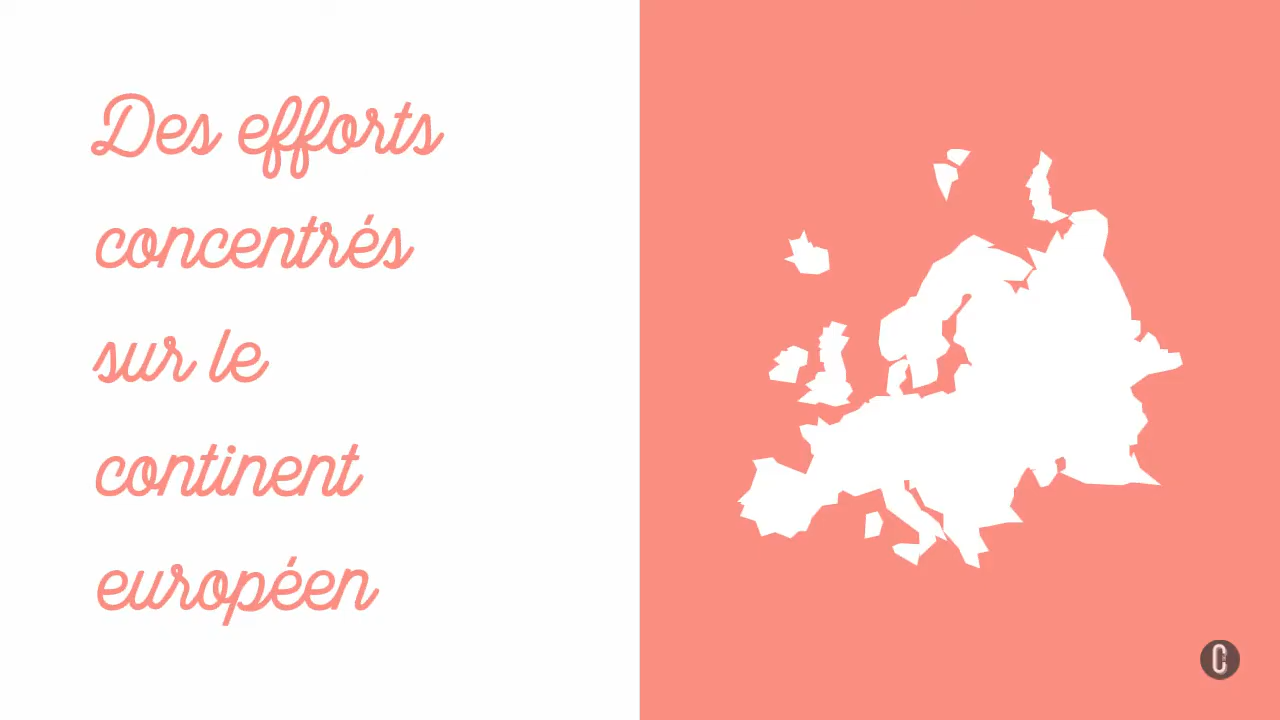 Des efforts
concentrés
sur le
continent
européen
C